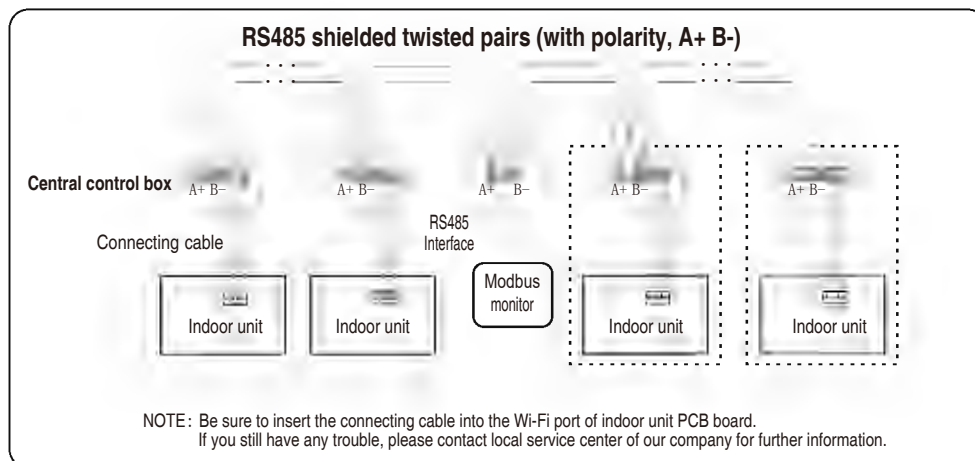 RS485 shielded twisted pairs (with polarity, A+ B-)
Central control box
A+ B-
A+ B-
A+ B-
A+ B-
A+ B-
Connecting cable
RS485
Interface
Modbus
monitor
Indoor unit
Indoor unit
Indoor unit
Indoor unit
NOTE: Be sure to insert the connecting cable into the Wi-Fi port of indoor unit PCB board.
If you still have any trouble, please contact local service center of our company for further information.